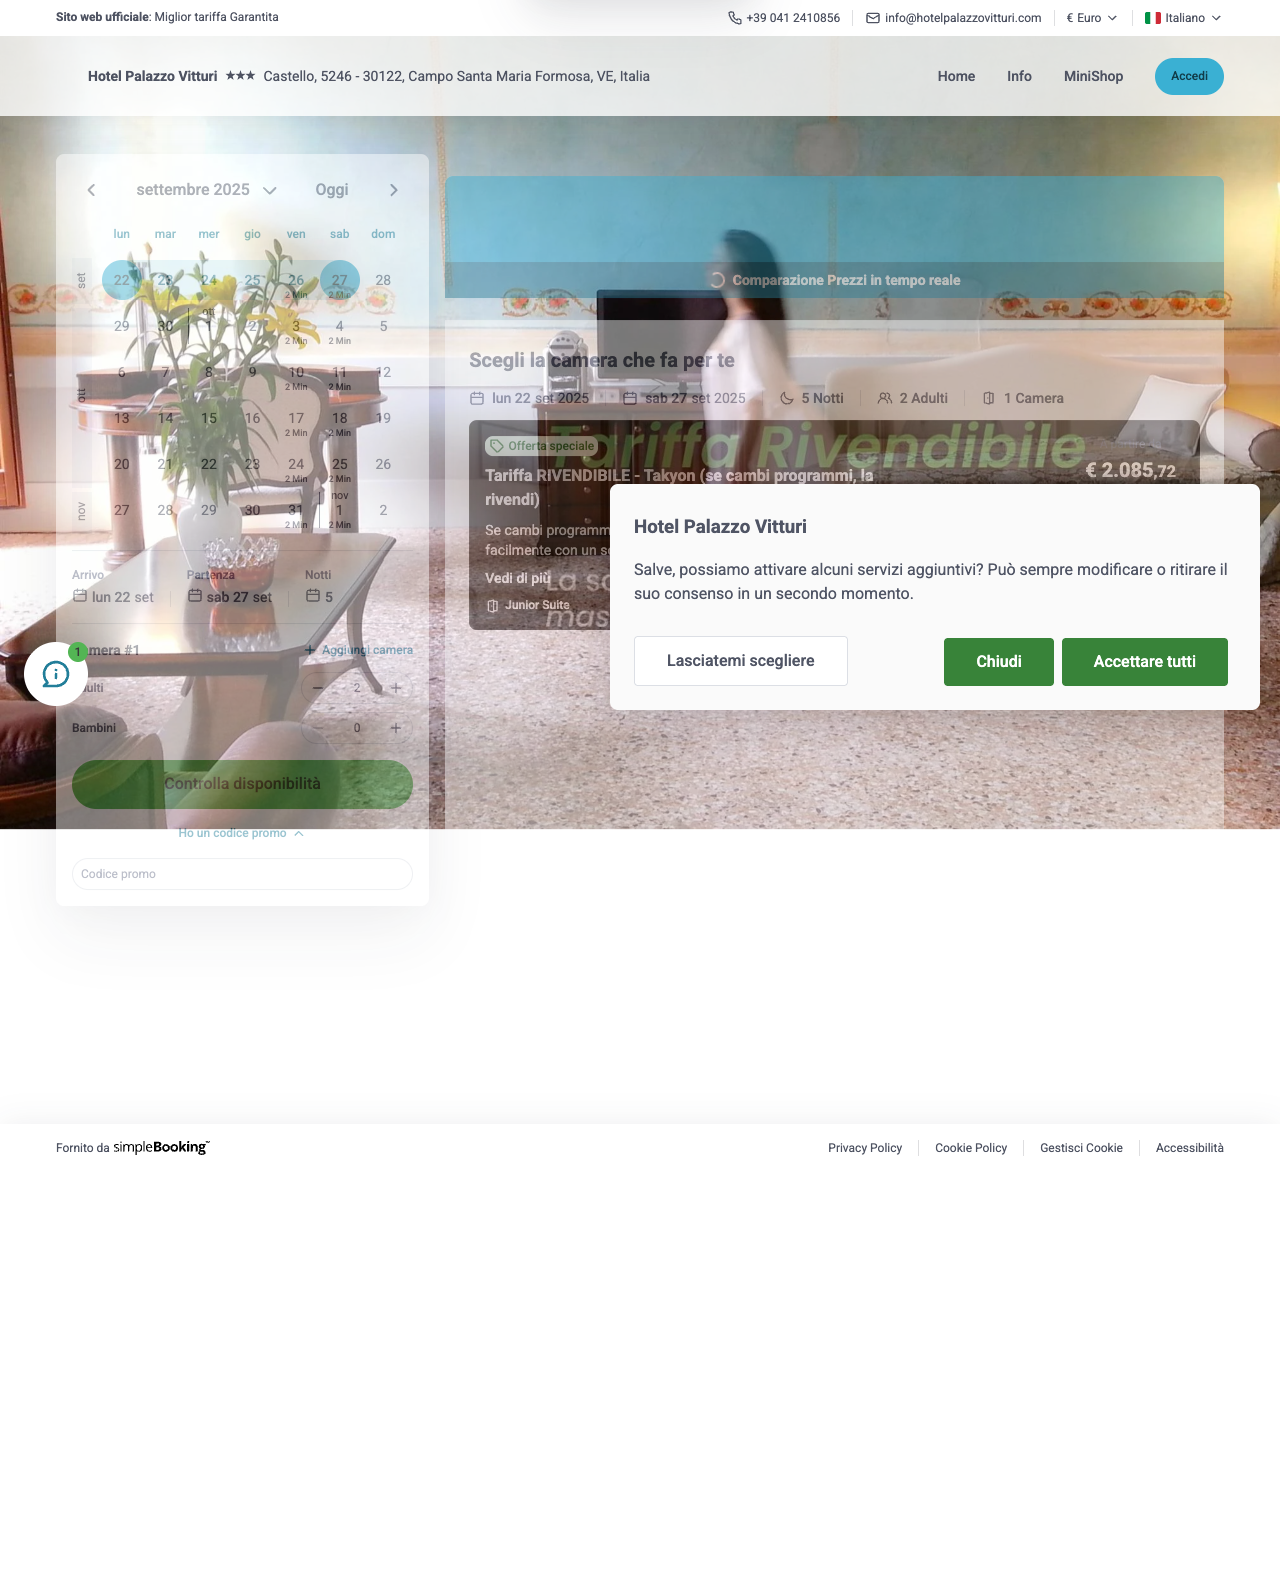 Sito web ufficiale: Miglior tariffa Garantita
+39 041 2410856
info@hotelpalazzovitturi.com
€ Euro
Italiano
Hotel Palazzo Vitturi ★★★ Castello, 5246 - 30122, Campo Santa Maria Formosa, VE, Italia
Home
Info
MiniShop
Accedi
settembre 2025
Oggi
lun mar mer gio ven sab dom
set
22 23 24 25 26 27 28
2 Min 2 Min
ott
29 30 1 2 3 4 5
2 Min 2 Min
ott
6 7 8 9 10 11 12
2 Min 2 Min
13 14 15 16 17 18 19
2 Min 2 Min
20 21 22 23 24 25 26
2 Min 2 Min
nov
nov
27 28 29 30 31 1 2
2 Min 2 Min
Arrivo Partenza Notti
lun 22 set sab 27 set 5
#1
Aggiungi camera
2
Bambini
0
Controlla disponibilità
Ho un codice promo
Codice promo
Comparazione Prezzi in tempo reale
Scegli la camera che fa per te
lun 22 set 2025
sab 27 set 2025
5 Notti
2 Adulti
1 Camera
Tariffa Rivendibile
Offerta speciale
Tariffa RIVENDIBILE - Takyon (se cambi programmi, la
rivendi)
€ 2.085,72
Se cambi
facilmente con un
Vedi di più
Junior Suite
Hotel Palazzo Vitturi
Salve, possiamo attivare alcuni servizi aggiuntivi? Può sempre modificare o ritirare il
suo consenso in un secondo momento.
Lasciatemi scegliere
Chiudi
Accettare tutti
1
Fornito da simpleBooking
Privacy Policy
Cookie Policy
Gestisci Cookie
Accessibilità